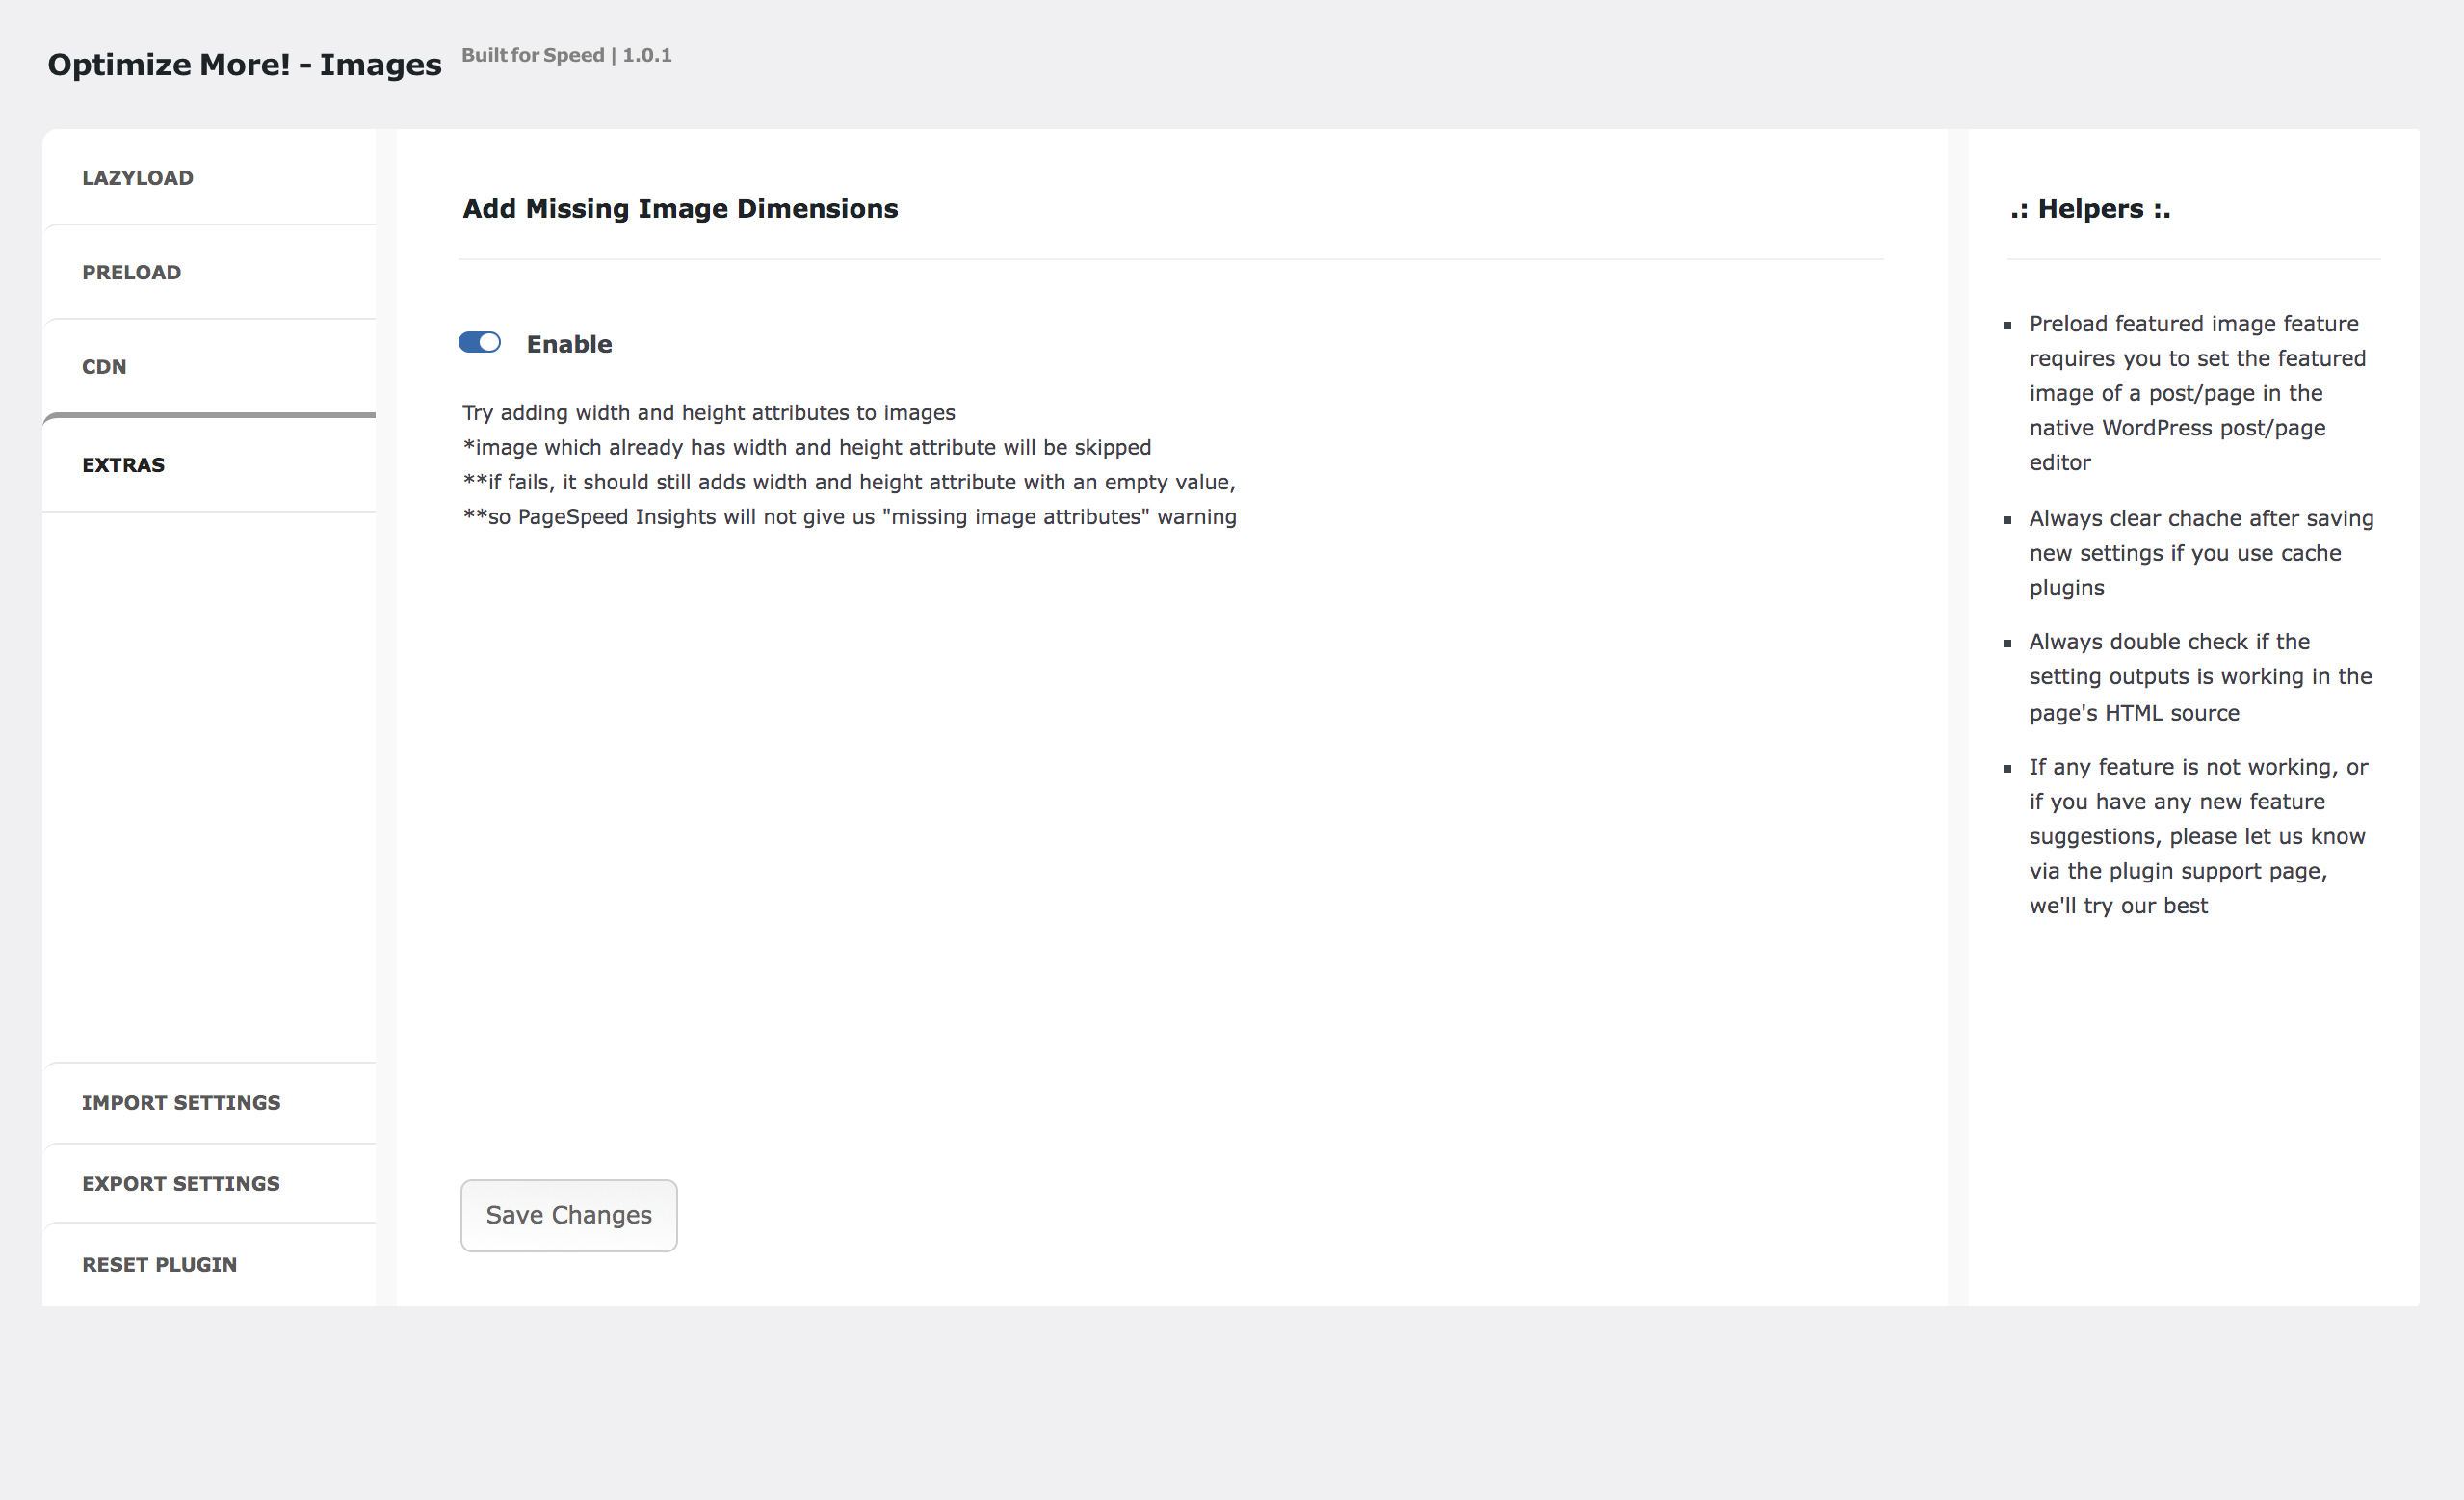 Optimize More! - Images
Built for Speed | 1.0.1
LAZYLOAD
PRELOAD
CDN
EXTRAS
IMPORT SETTINGS
EXPORT SETTINGS
RESET PLUGIN
Add Missing Image Dimensions
Enable
Try adding width and height attributes to images
*image which already has width and height attribute will be skipped
**if fails, it should still adds width and height attribute with an empty value,
**so PageSpeed Insights will not give us "missing image attributes" warning
Save Changes
.: Helpers :.
Preload featured image feature
requires you to set the featured
image of a post/page in the
native WordPress post/page
editor
Always clear chache after saving
new settings if you use cache
plugins
Always double check if the
setting outputs is working in the
page's HTML source
If any feature is not working, or
if you have any new feature
suggestions, please let us know
via the plugin support page,
we'll try our best